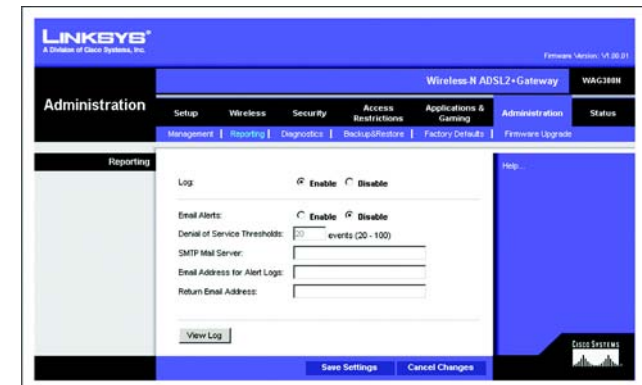 LINKSYS®
A Division of Cisco Systems, Inc.
Firmware Version: V1.00.01
Wireless-N ADSL2+Gateway WAG300N
Administration
Setup Wireless Security Access Restrictions Applications & Gaming Administration Status
Management | Reporting | Diagnostics | Backup&Restore | Factory Defaults | Firmware Upgrade
Reporting
Help...
Log: Enable Disable
Email Alerts: Enable Disable
Denial of Service Thresholds: 20 events (20 - 100)
SMTP Mail Server:
Email Address for Alert Logs:
Return Email Address:
View Log
Save Settings Cancel Changes
CISCO SYSTEMS